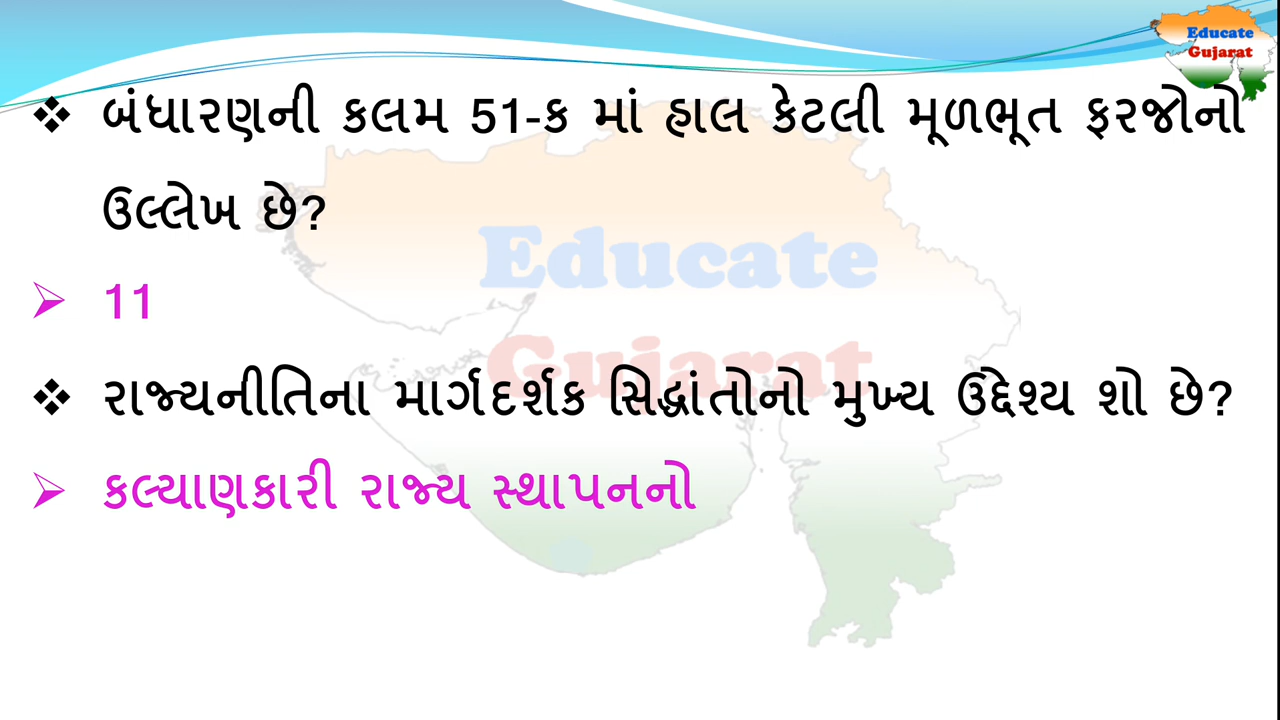 Educate
Gujarat
❖ બંધારણની કલમ 51-ક માં હાલ કેટલી મૂળભૂત ફરજોનો
ઉલ્લેખ છે?
Educate
➢ 11
Gujarat
❖ રાજ્યનીતિના માર્ગદર્શક સિદ્ધાંતોનો મુખ્ય ઉદ્દેશ્ય શો છે?
➢ કલ્યાણકારી રાજ્ય સ્થાપનનો